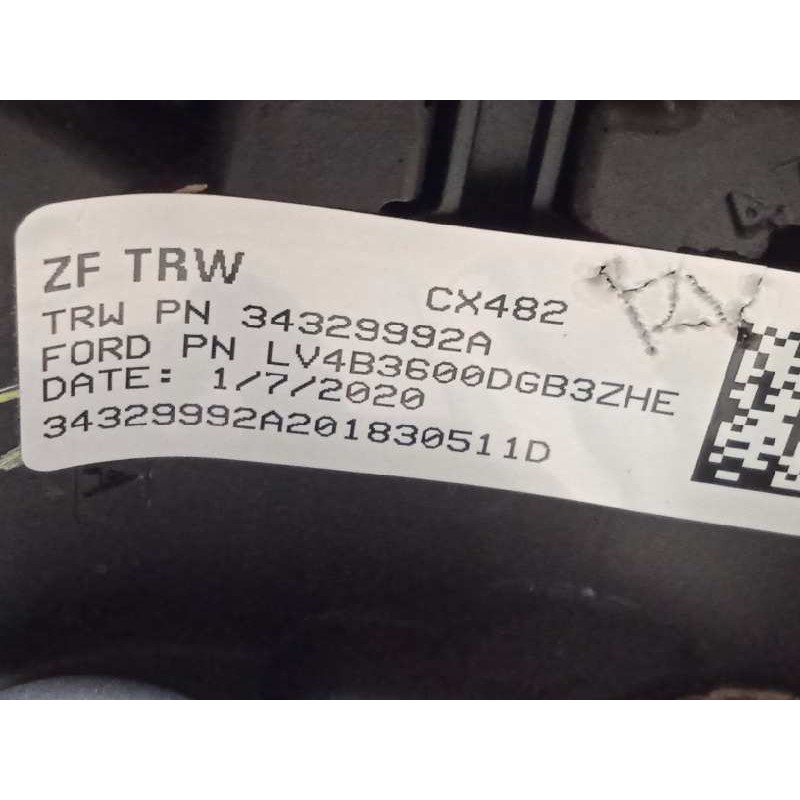 ZF TRW
CX482
TRW PN 34329992A
FORD PN LV4B3600DGB3ZHE
DATE: 1/7/2020
34329992A201830511D